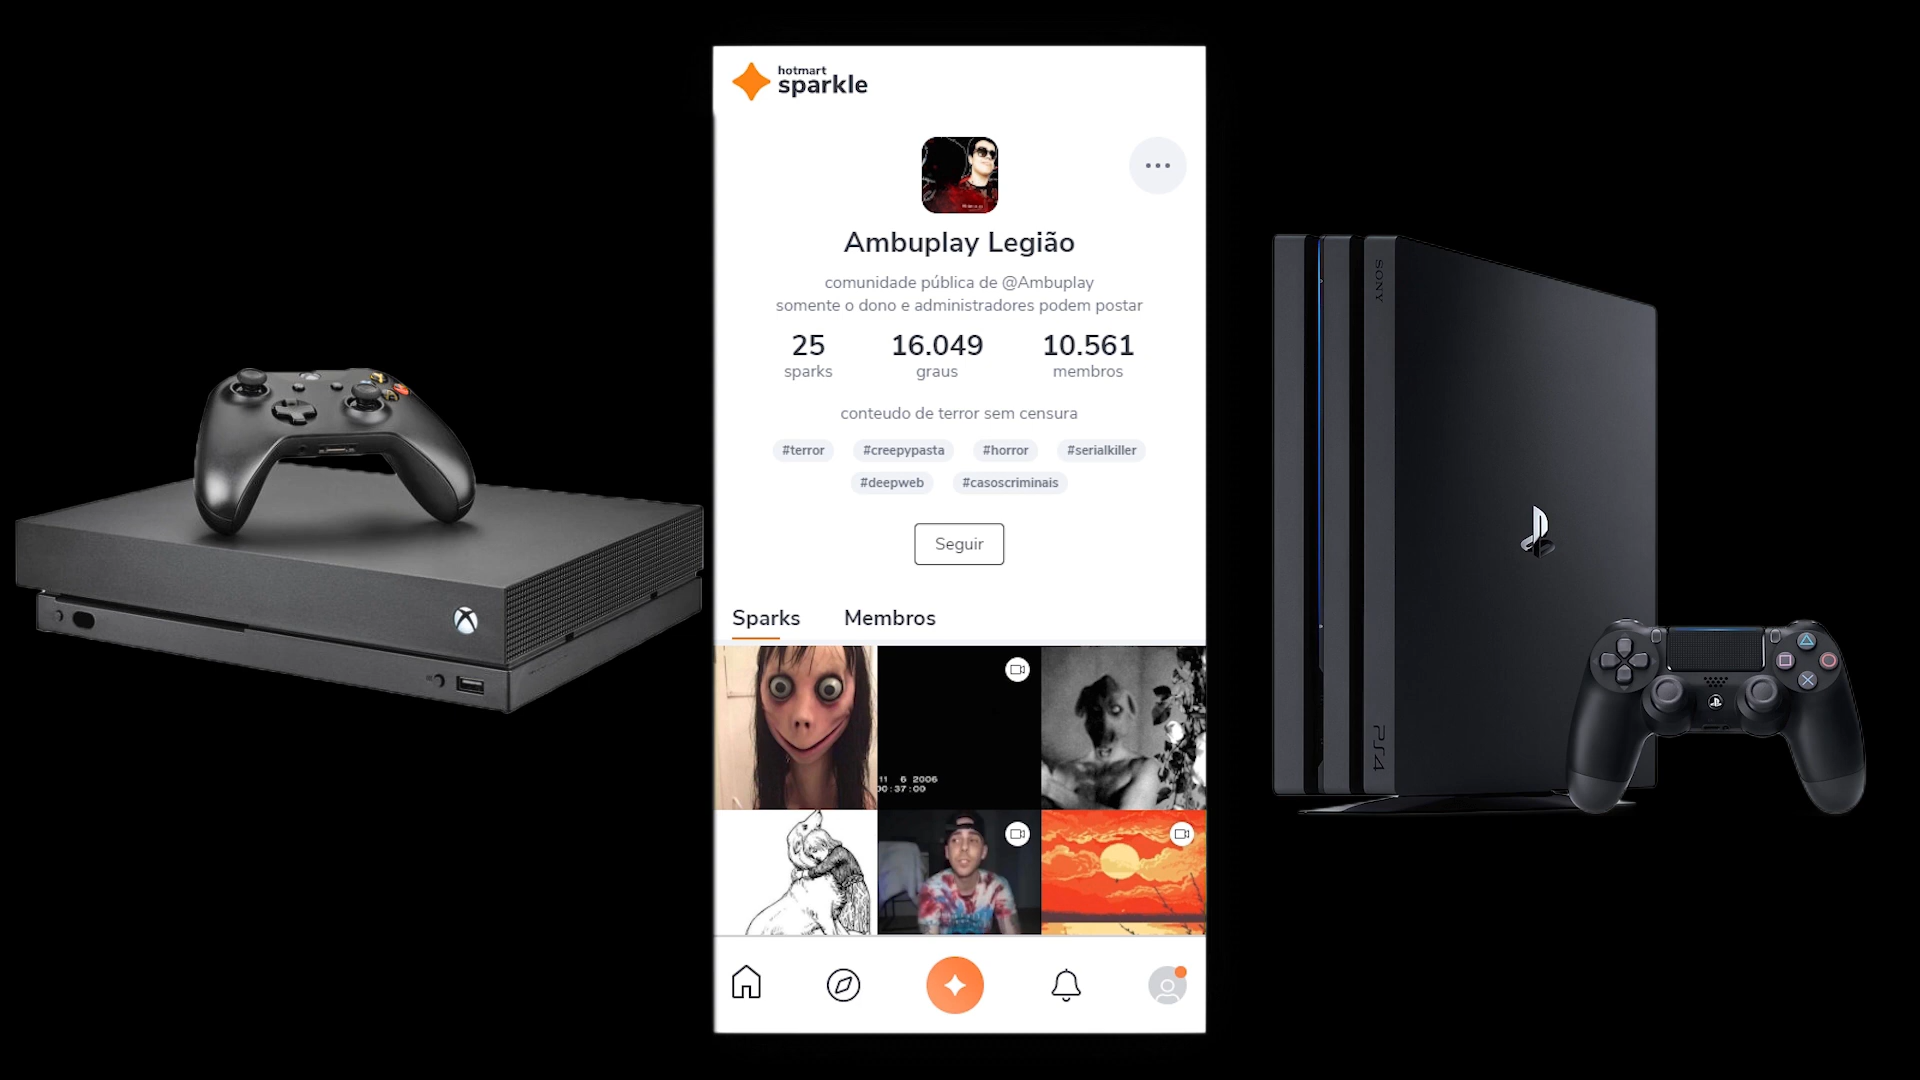 hotmart
sparkle
Ambuplay Legião
comunidade pública de @Ambuplay
somente o dono e administradores podem postar
25 16.049 10.561
sparks graus membros
conteudo de terror sem censura
#terror #creepypasta #horror #serialkiller
#deepweb #casoscriminais
Seguir
Sparks Membros
11 6 2006
00:37:00
SONY
PS4